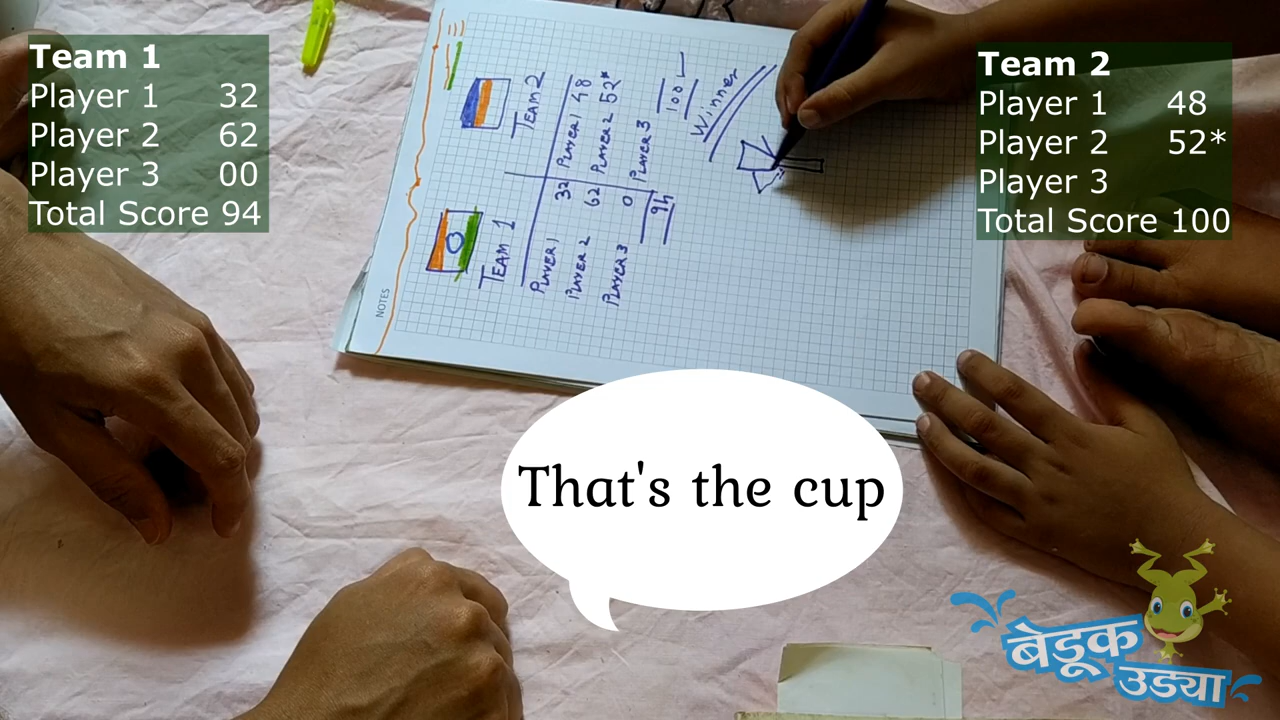 Team 1
Player 1 32
Player 2 62
Player 3 00
Total Score 94
Team 2
Player 1 48
Player 2 52*
Player 3
Total Score 100
NOTES
TEAM 1
PLAYER 1 32
PLAYER 2 62
PLAYER 3 0
94
TEAM 2
PLAYER 1 48
PLAYER 2 52*
PLAYER 3
100
Winner
That's the cup
बेडूक
उड्या